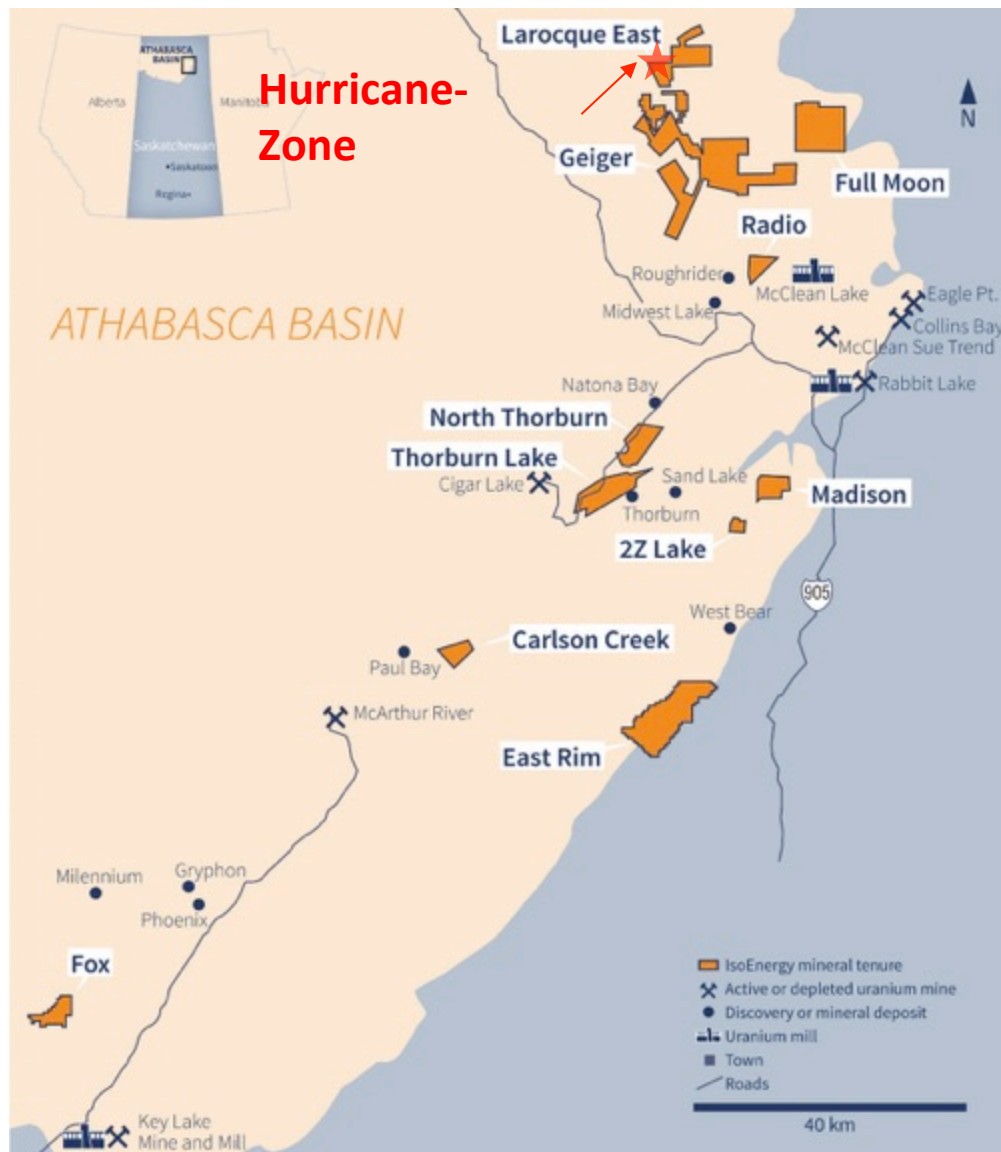 ATHABASCA
BASIN
Alberta
Manitoba
Saskatchewan
Saskatoon
Regina
Hurricane-
Zone
Larocque East
N
Geiger
Full Moon
Radio
Roughrider
McClean Lake
Midwest Lake
Eagle Pt.
Collins Bay
McClean Sue Trend
Rabbit Lake
ATHABASCA BASIN
Natona Bay
North Thorburn
Thorburn Lake
Cigar Lake
Sand Lake
Thorburn
Madison
2Z Lake
905
West Bear
Carlson Creek
Paul Bay
McArthur River
East Rim
Milennium
Gryphon
Phoenix
Fox
Key Lake
Mine and Mill
IsoEnergy mineral tenure
Active or depleted uranium mine
Discovery or mineral deposit
Uranium mill
Town
Roads
40 km